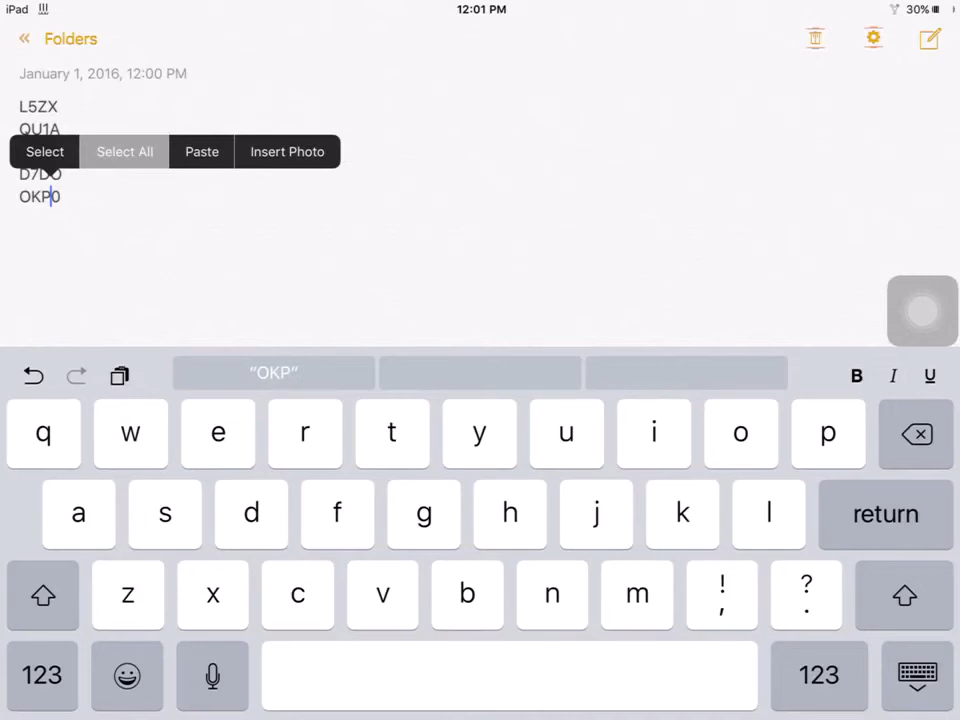 iPad 12:01 PM 30%
Folders
January 1, 2016, 12:00 PM
L5ZX
QU1A
Select Select All Paste Insert Photo
OKP0
“OKP” B I U
q w e r t y u i o p
a s d f g h j k l return
z x c v b n m ! , ? .
123 123